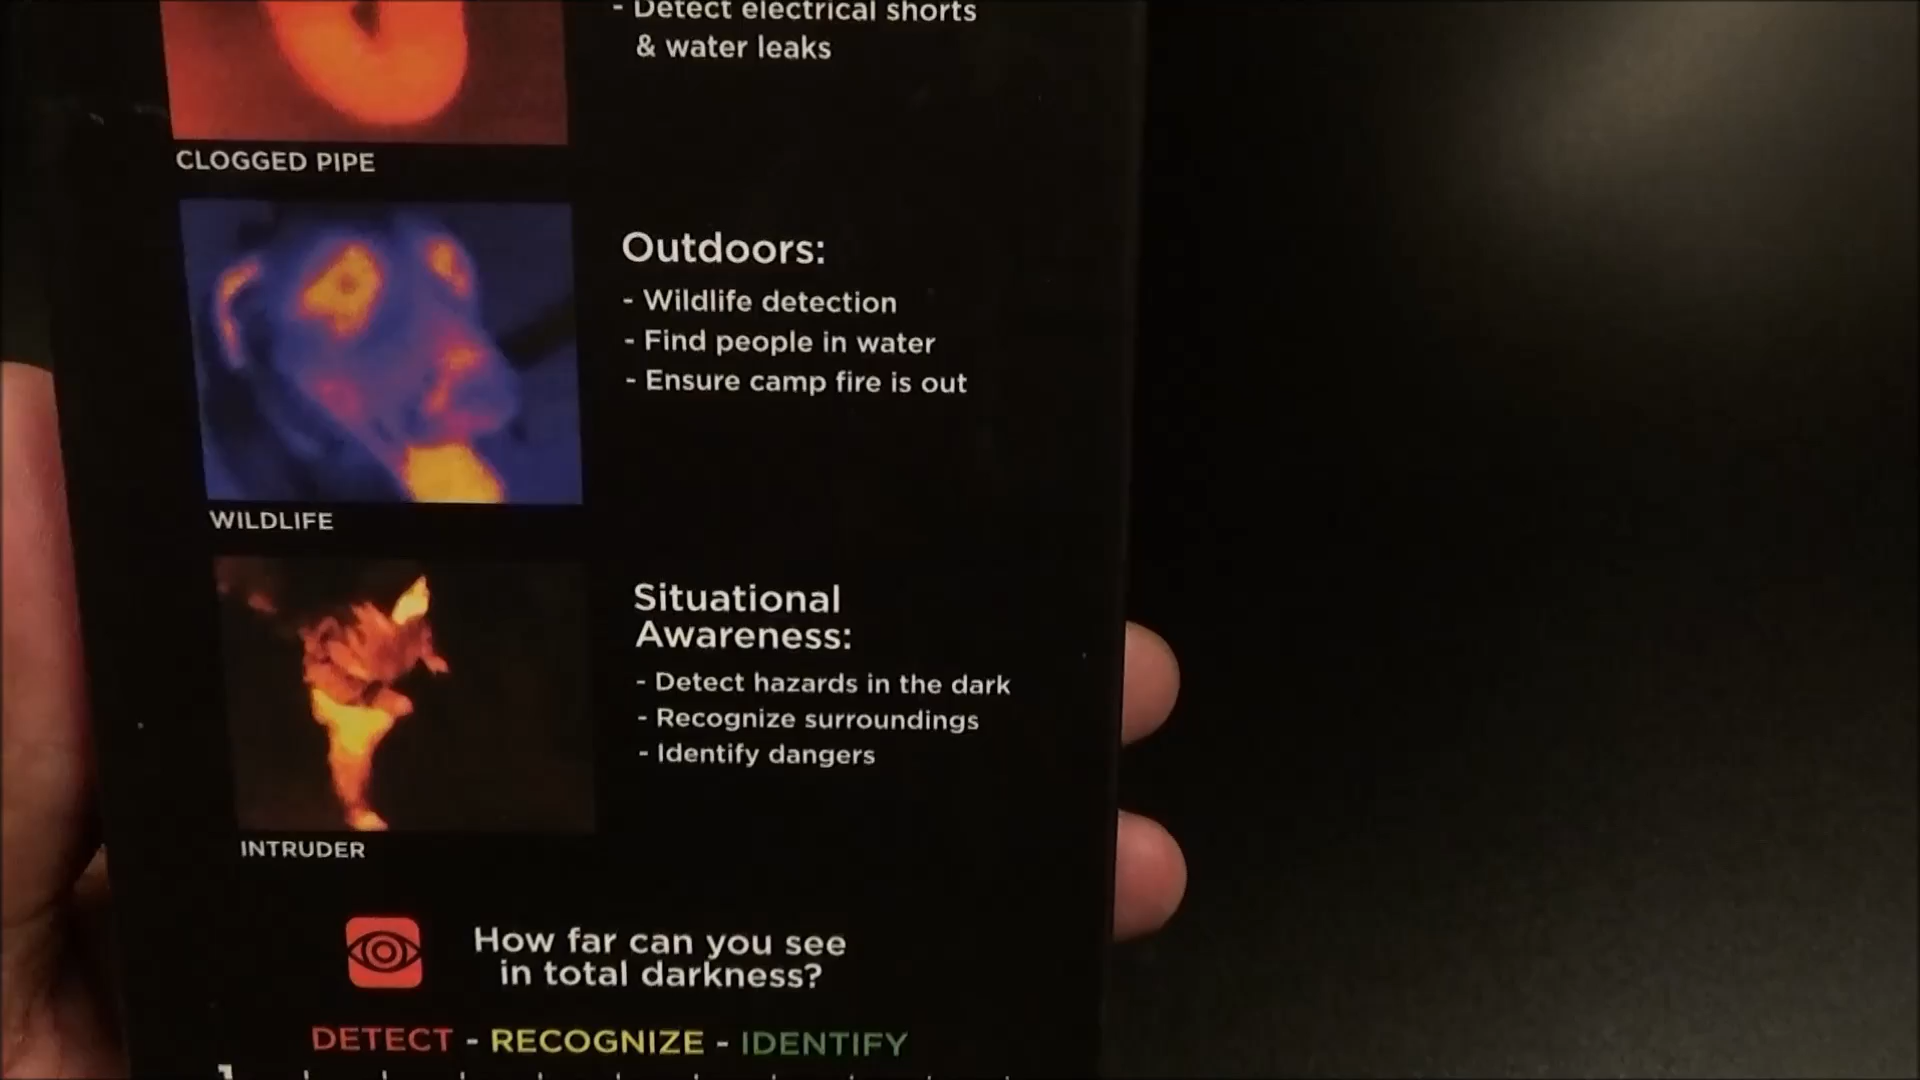 - Detect electrical shorts
& water leaks
CLOGGED PIPE
Outdoors:
- Wildlife detection
- Find people in water
- Ensure camp fire is out
WILDLIFE
Situational
Awareness:
- Detect hazards in the dark
- Recognize surroundings
- Identify dangers
INTRUDER
How far can you see
in total darkness?
DETECT - RECOGNIZE - IDENTIFY